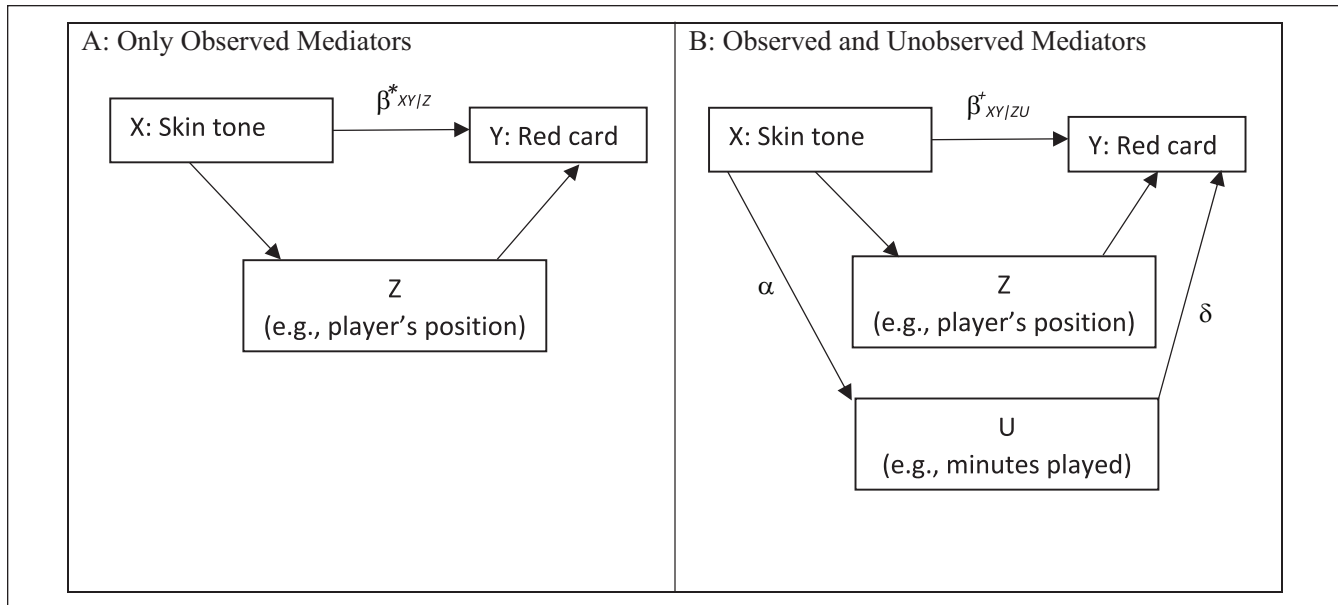 A: Only Observed Mediators
β*XY|Z
X: Skin tone
Y: Red card
Z
(e.g., player’s position)
B: Observed and Unobserved Mediators
β+XY|ZU
X: Skin tone
Y: Red card
Z
(e.g., player’s position)
α
δ
U
(e.g., minutes played)